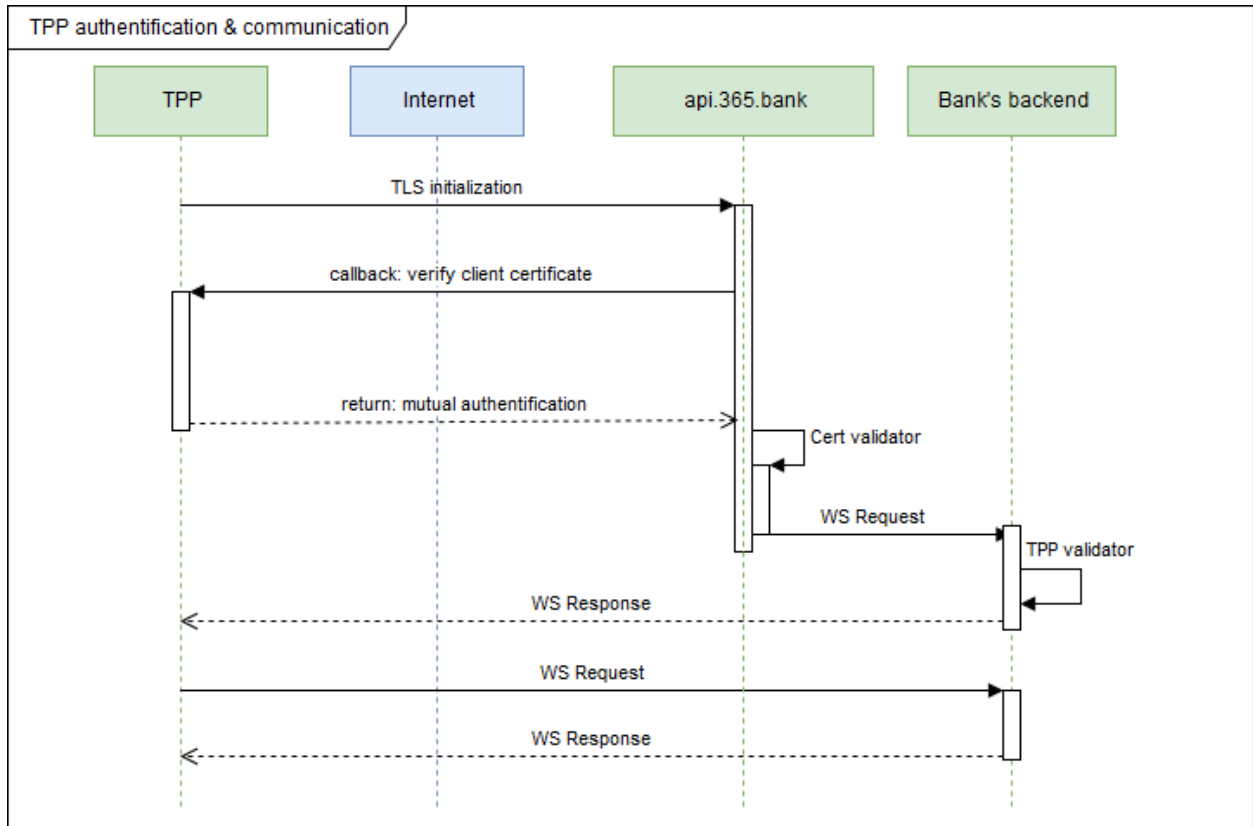 TPP authentification & communication
TPP
Internet
api.365.bank
Bank's backend
TLS initialization
callback: verify client certificate
return: mutual authentification
Cert validator
WS Request
TPP validator
WS Response
WS Request
WS Response